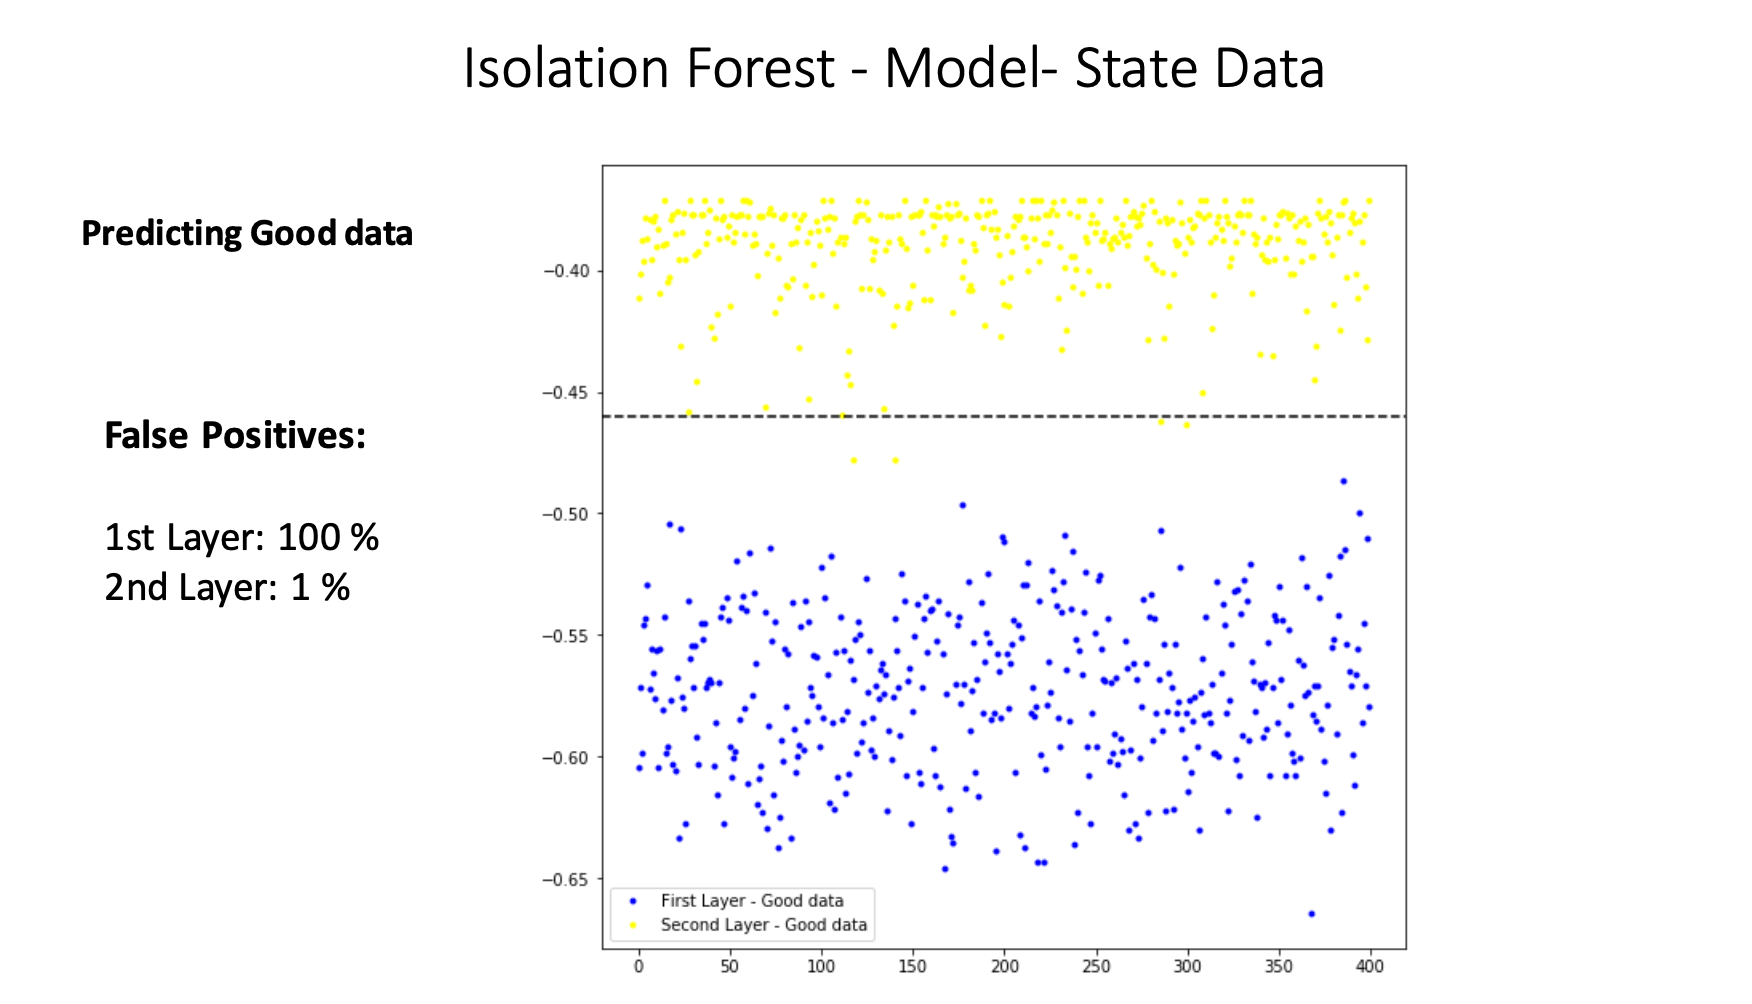 Isolation Forest - Model- State Data
Predicting Good data
False Positives:
1st Layer: 100 %
2nd Layer: 1 %
−0.40
−0.45
−0.50
−0.55
−0.60
−0.65
First Layer - Good data
Second Layer - Good data
0 50 100 150 200 250 300 350 400